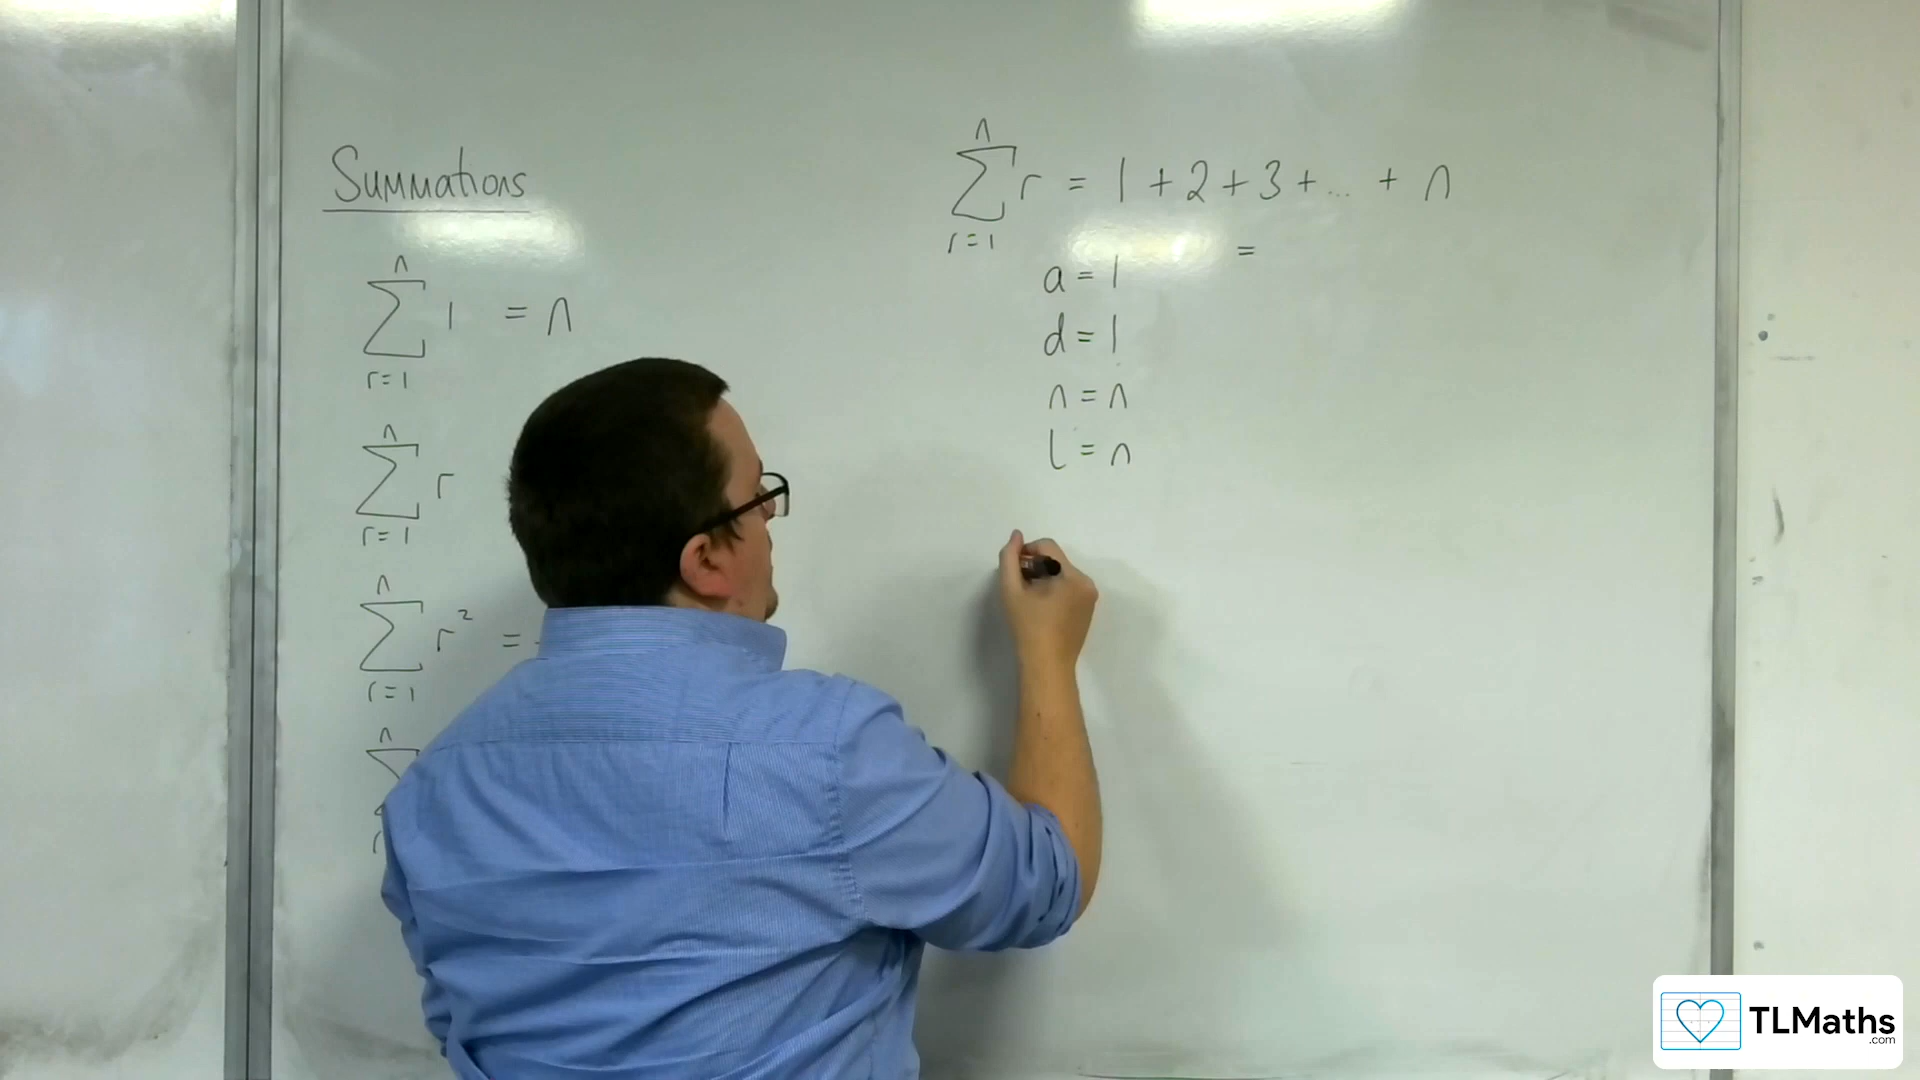 Summations
n
∑ 1 = n
r=1
n
∑ r
r=1
n
∑ r² =
r=1
n
∑
n
∑ r = 1 + 2 + 3 + ... + n
r=1
=
a = 1
d = 1
n = n
l = n
TLMaths
.com